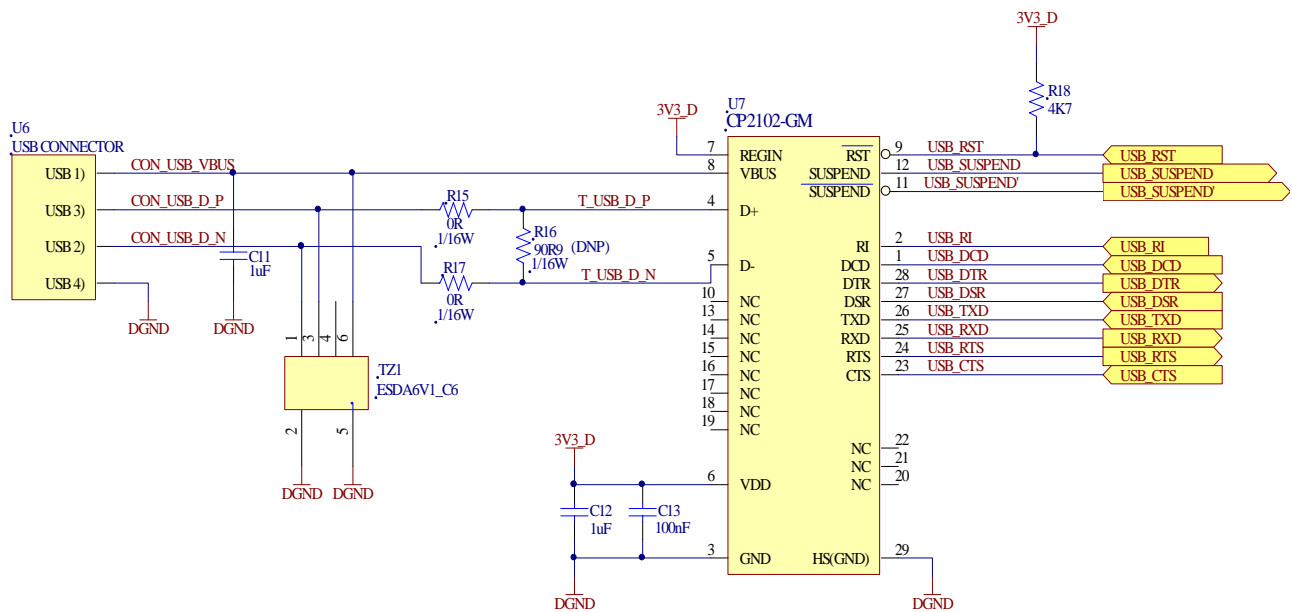 3V3_D
R18
4K7
U7
CP2102-GM
3V3_D
U6
USB CONNECTOR
USB 1)
USB 3)
USB 2)
USB 4)
CON_USB_VBUS
CON_USB_D_P
CON_USB_D_N
C11
1uF
DGND
DGND
R15
0R
1/16W
R16
90R9 (DNP)
1/16W
R17
0R
1/16W
T_USB_D_P
T_USB_D_N
1
3
4
6
TZ1
ESDA6V1_C6
2
5
DGND
DGND
7 REGIN
8 VBUS
4 D+
5 D-
10 NC
13 NC
14 NC
15 NC
16 NC
17 NC
18 NC
19 NC
6 VDD
3 GND
RST 9 USB_RST USB_RST
SUSPEND 12 USB_SUSPEND USB_SUSPEND
SUSPEND 11 USB_SUSPEND' USB_SUSPEND'
RI 2 USB_RI USB_RI
DCD 1 USB_DCD USB_DCD
DTR 28 USB_DTR USB_DTR
DSR 27 USB_DSR USB_DSR
TXD 26 USB_TXD USB_TXD
RXD 25 USB_RXD USB_RXD
RTS 24 USB_RTS USB_RTS
CTS 23 USB_CTS USB_CTS
NC 22
NC 21
NC 20
HS(GND) 29
3V3_D
C12
1uF
C13
100nF
DGND
DGND